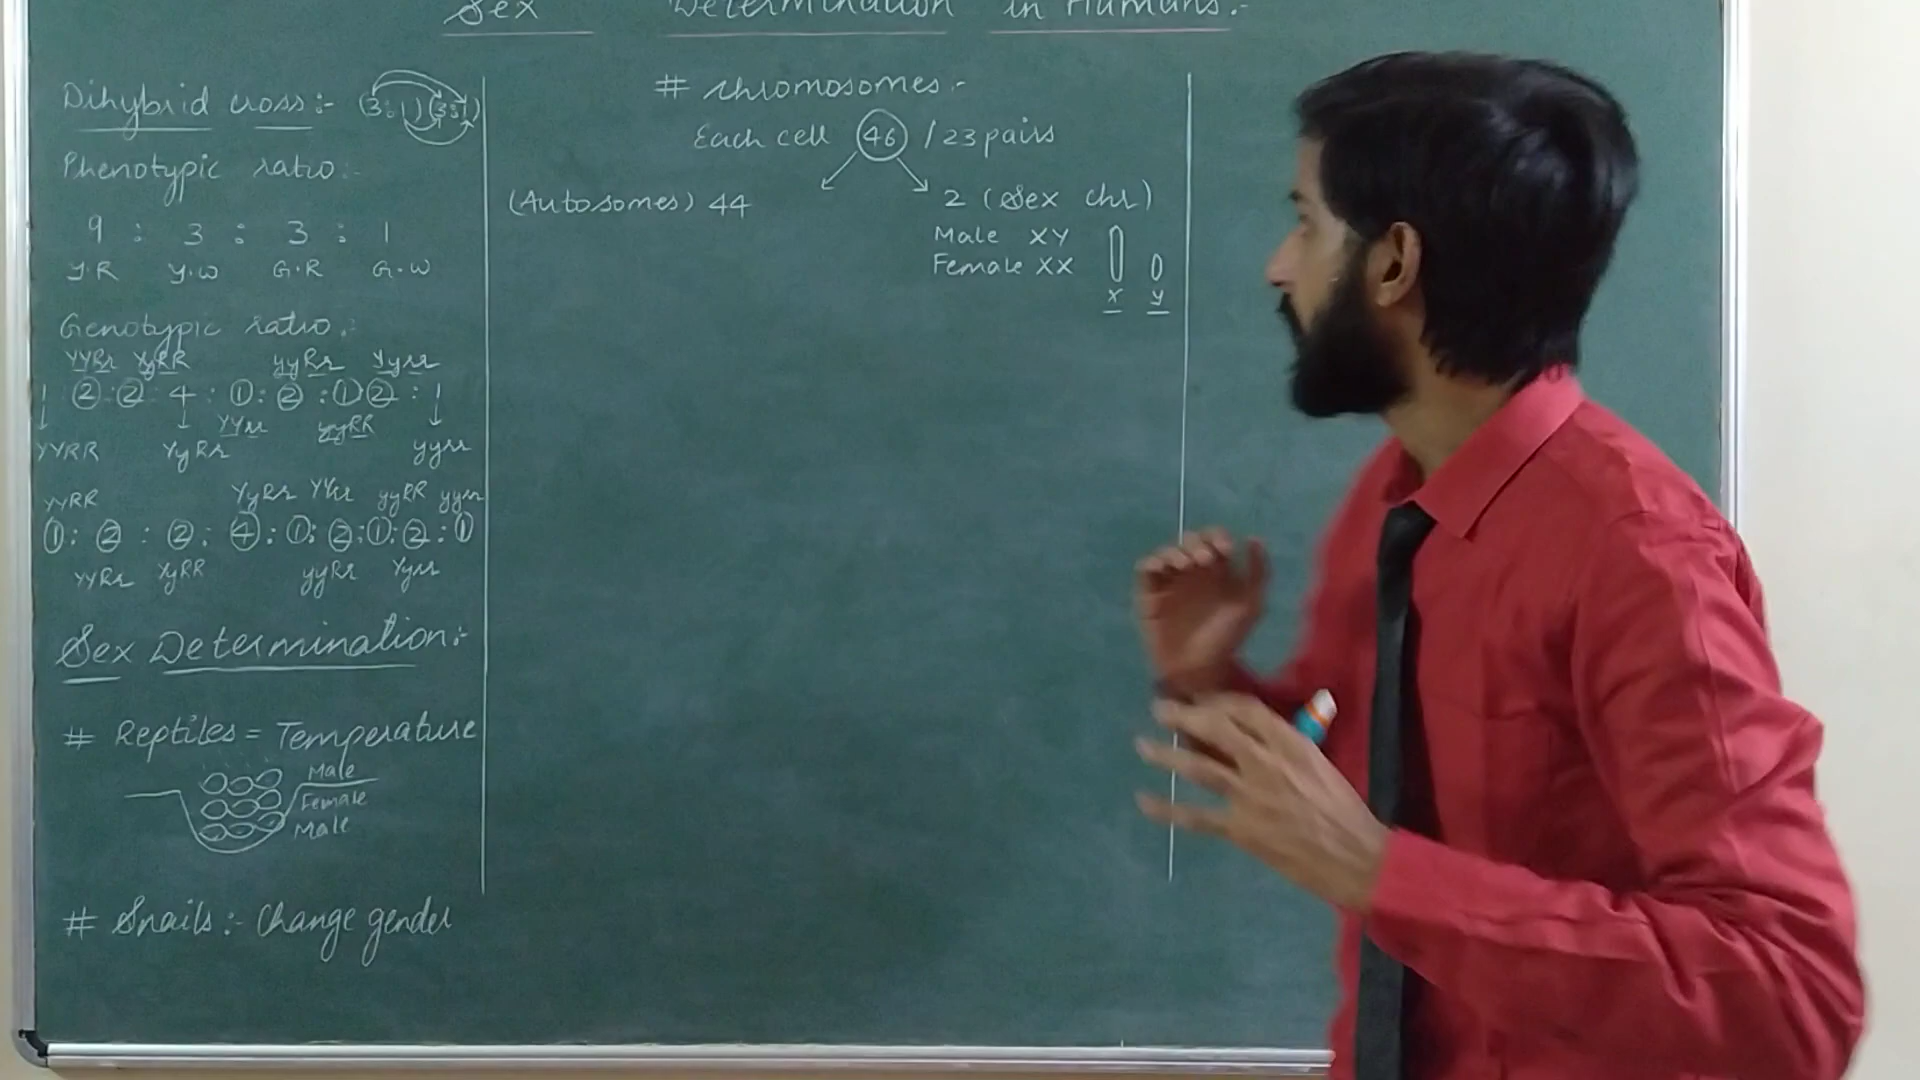 Sex Determination in Humans:-
Dihybrid cross:- (3:1)(3:1)
Phenotypic ratio:-
9 : 3 : 3 : 1
Y.R Y.W G.R G.W
Genotypic ratio:-
YYRr YyRR yyRr Yyrr
1 : 2 : 2 : 4 : 1 : 2 : 1 : 2 : 1
YYrr yyRR
YYRR YyRr yyrr
YYRR YyRr YYrr yyRR yyrr
1 : 2 : 2 : 4 : 1 : 2 : 1 : 2 : 1
YYRr YyRR yyRr Yyrr
Sex Determination:-
# Reptiles = Temperature
Male
Female
Male
# Snails:- Change gender
# Chromosomes:-
Each cell 46 / 23 pairs
(Autosomes) 44 2 (Sex chr)
Male XY
Female XX
X Y